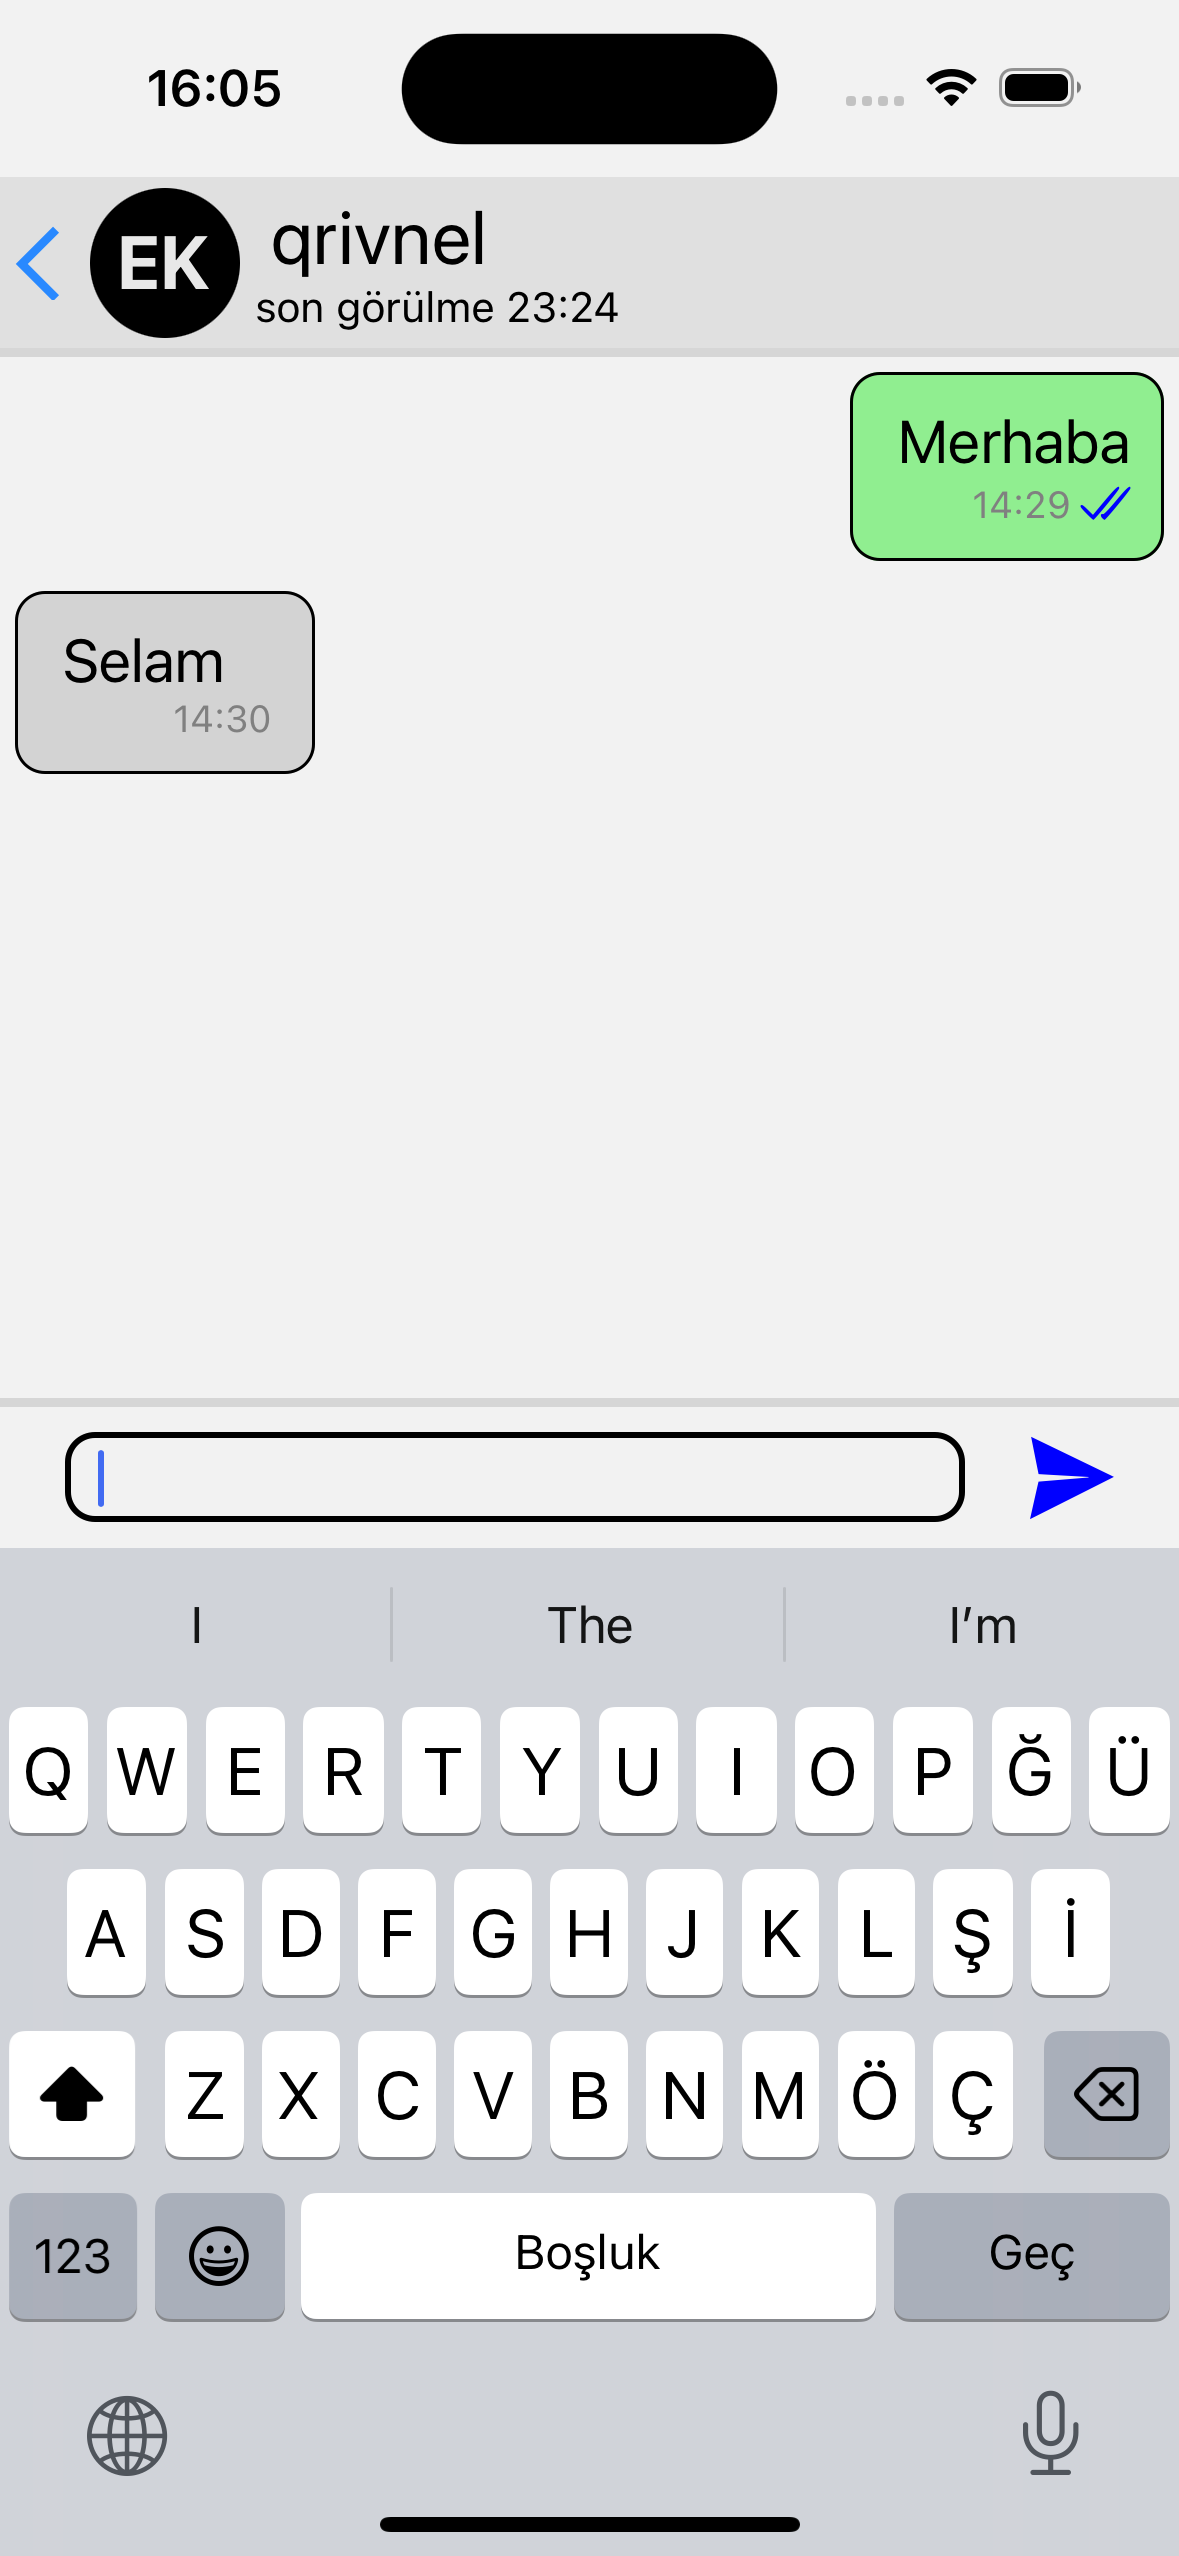 16:05
EK
qrivnel
son görülme 23:24
Merhaba
14:29
Selam
14:30
I The I'm
Q W E R T Y U I O P Ğ Ü
A S D F G H J K L Ş İ
Z X C V B N M Ö Ç
123 Boşluk Geç